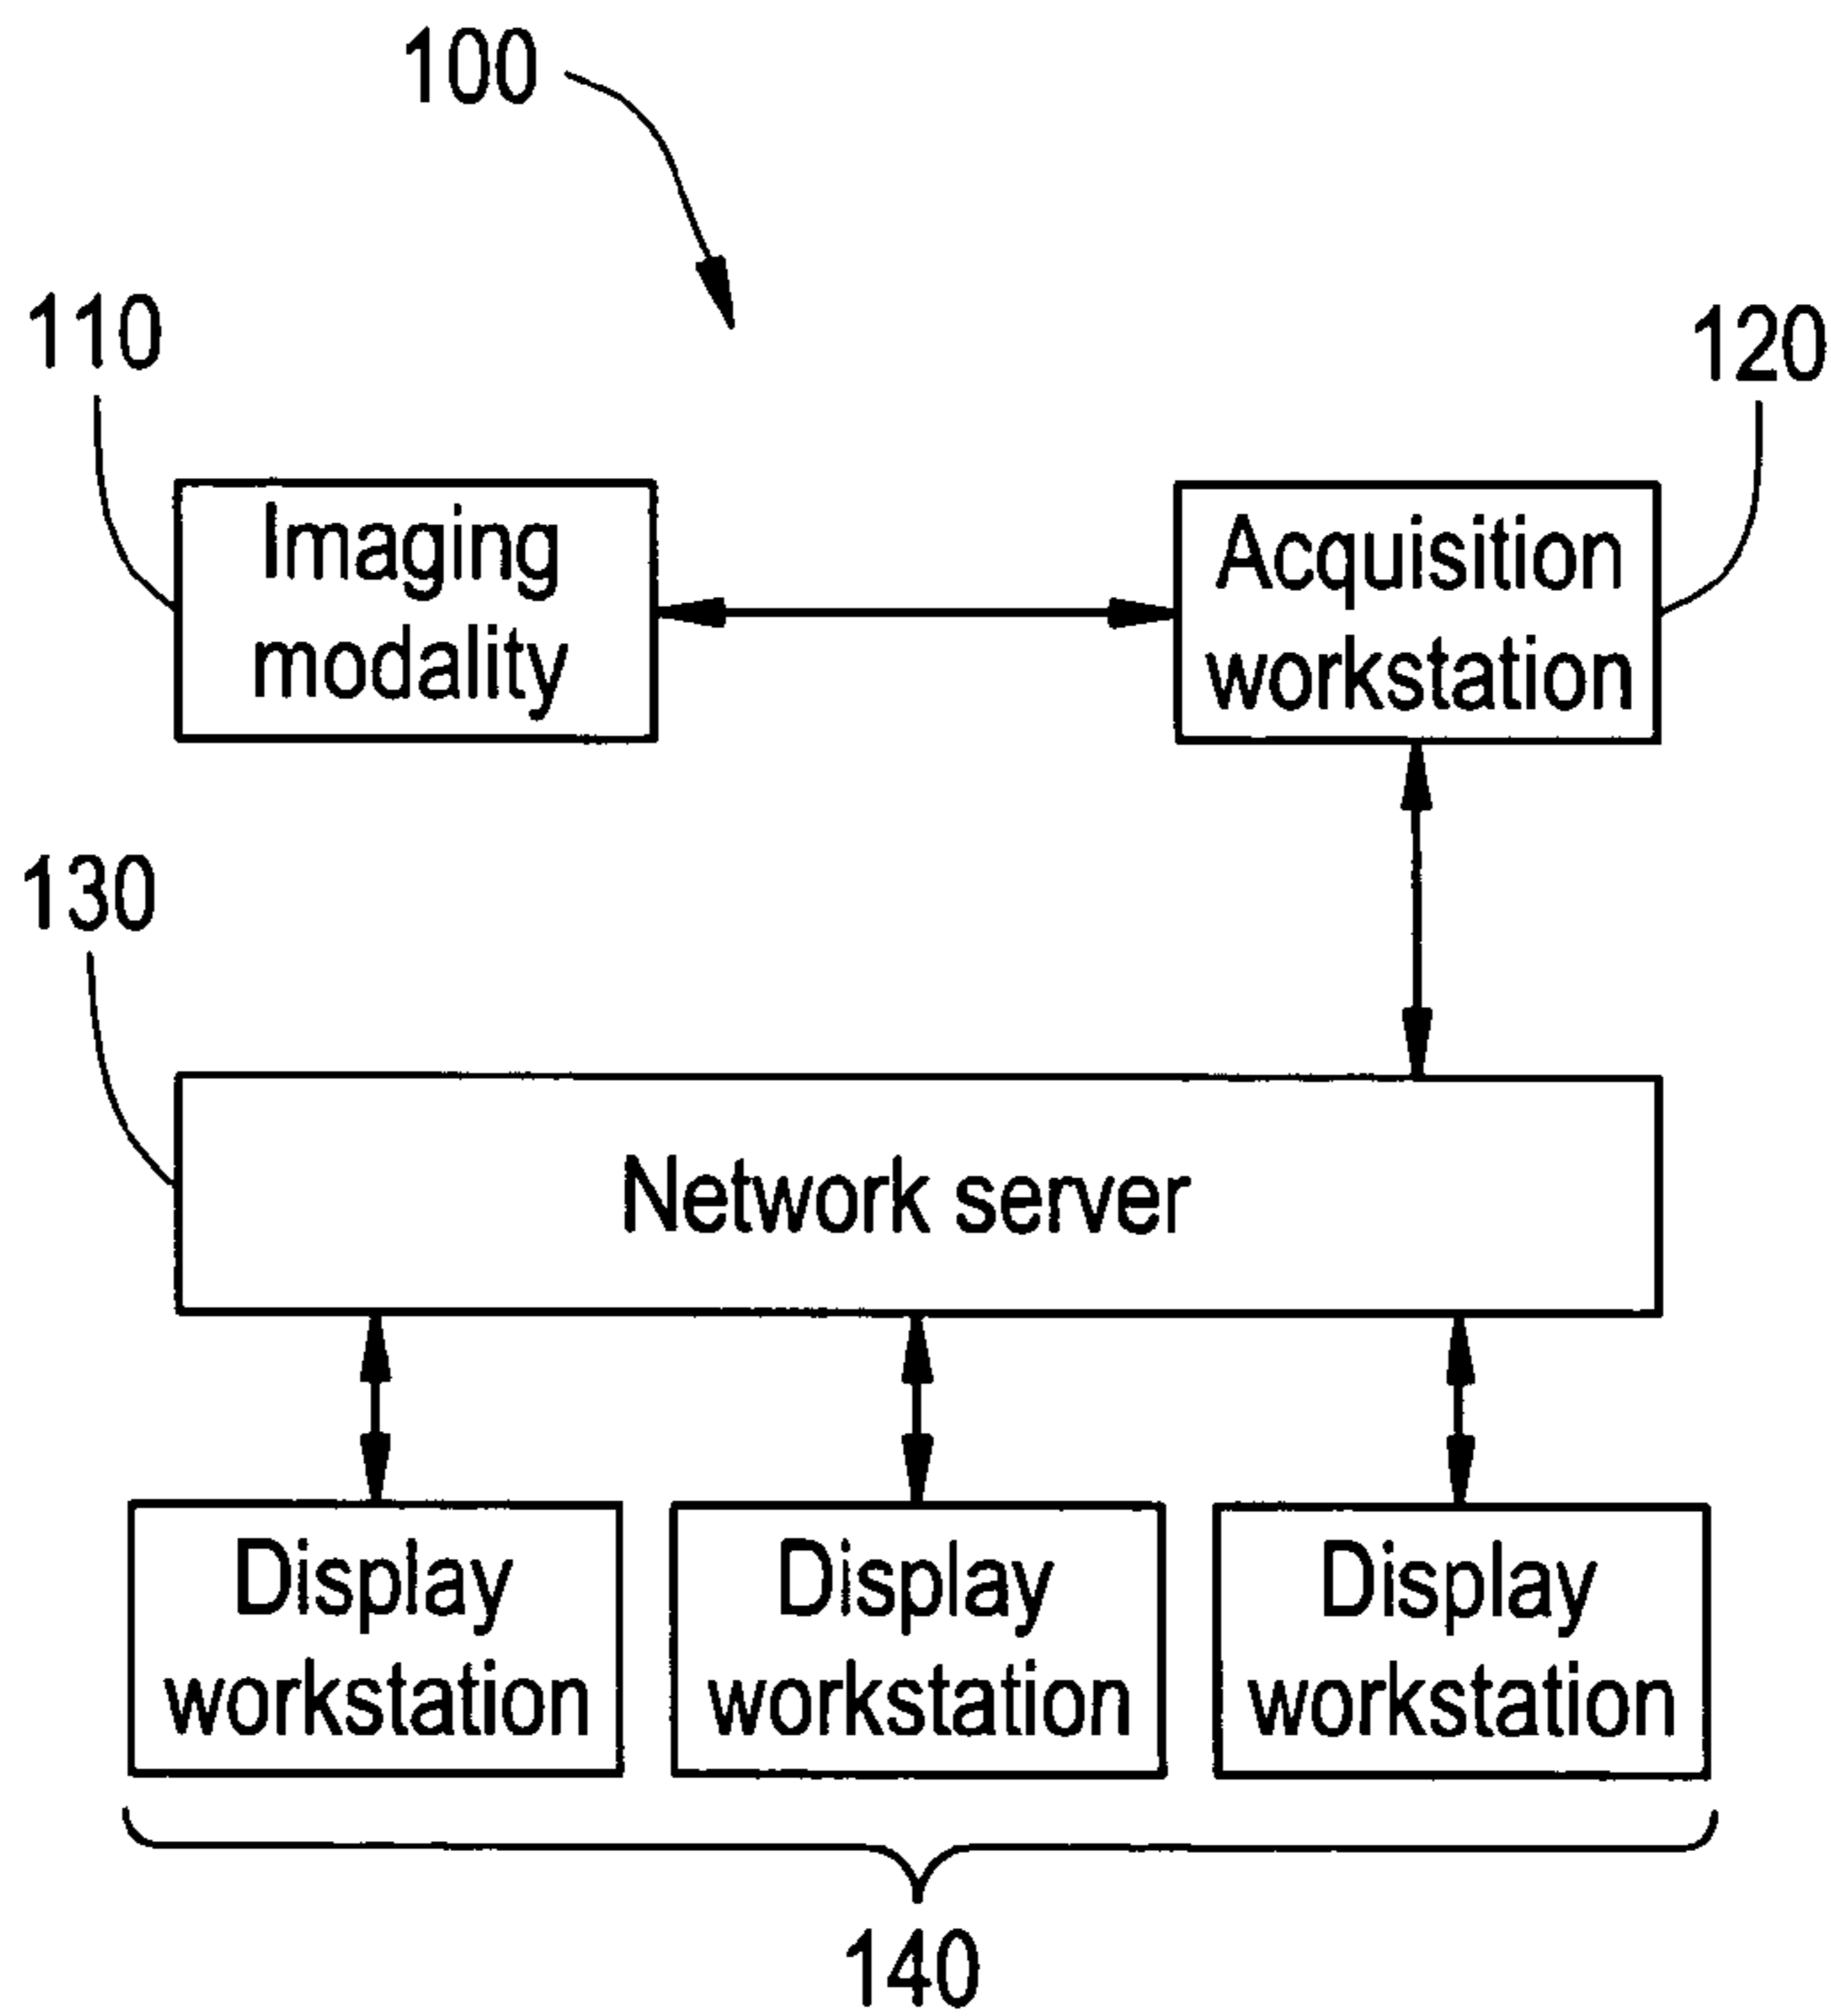 100
110
120
Imaging
modality
Acquisition
workstation
130
Network server
Display
workstation
Display
workstation
Display
workstation
140